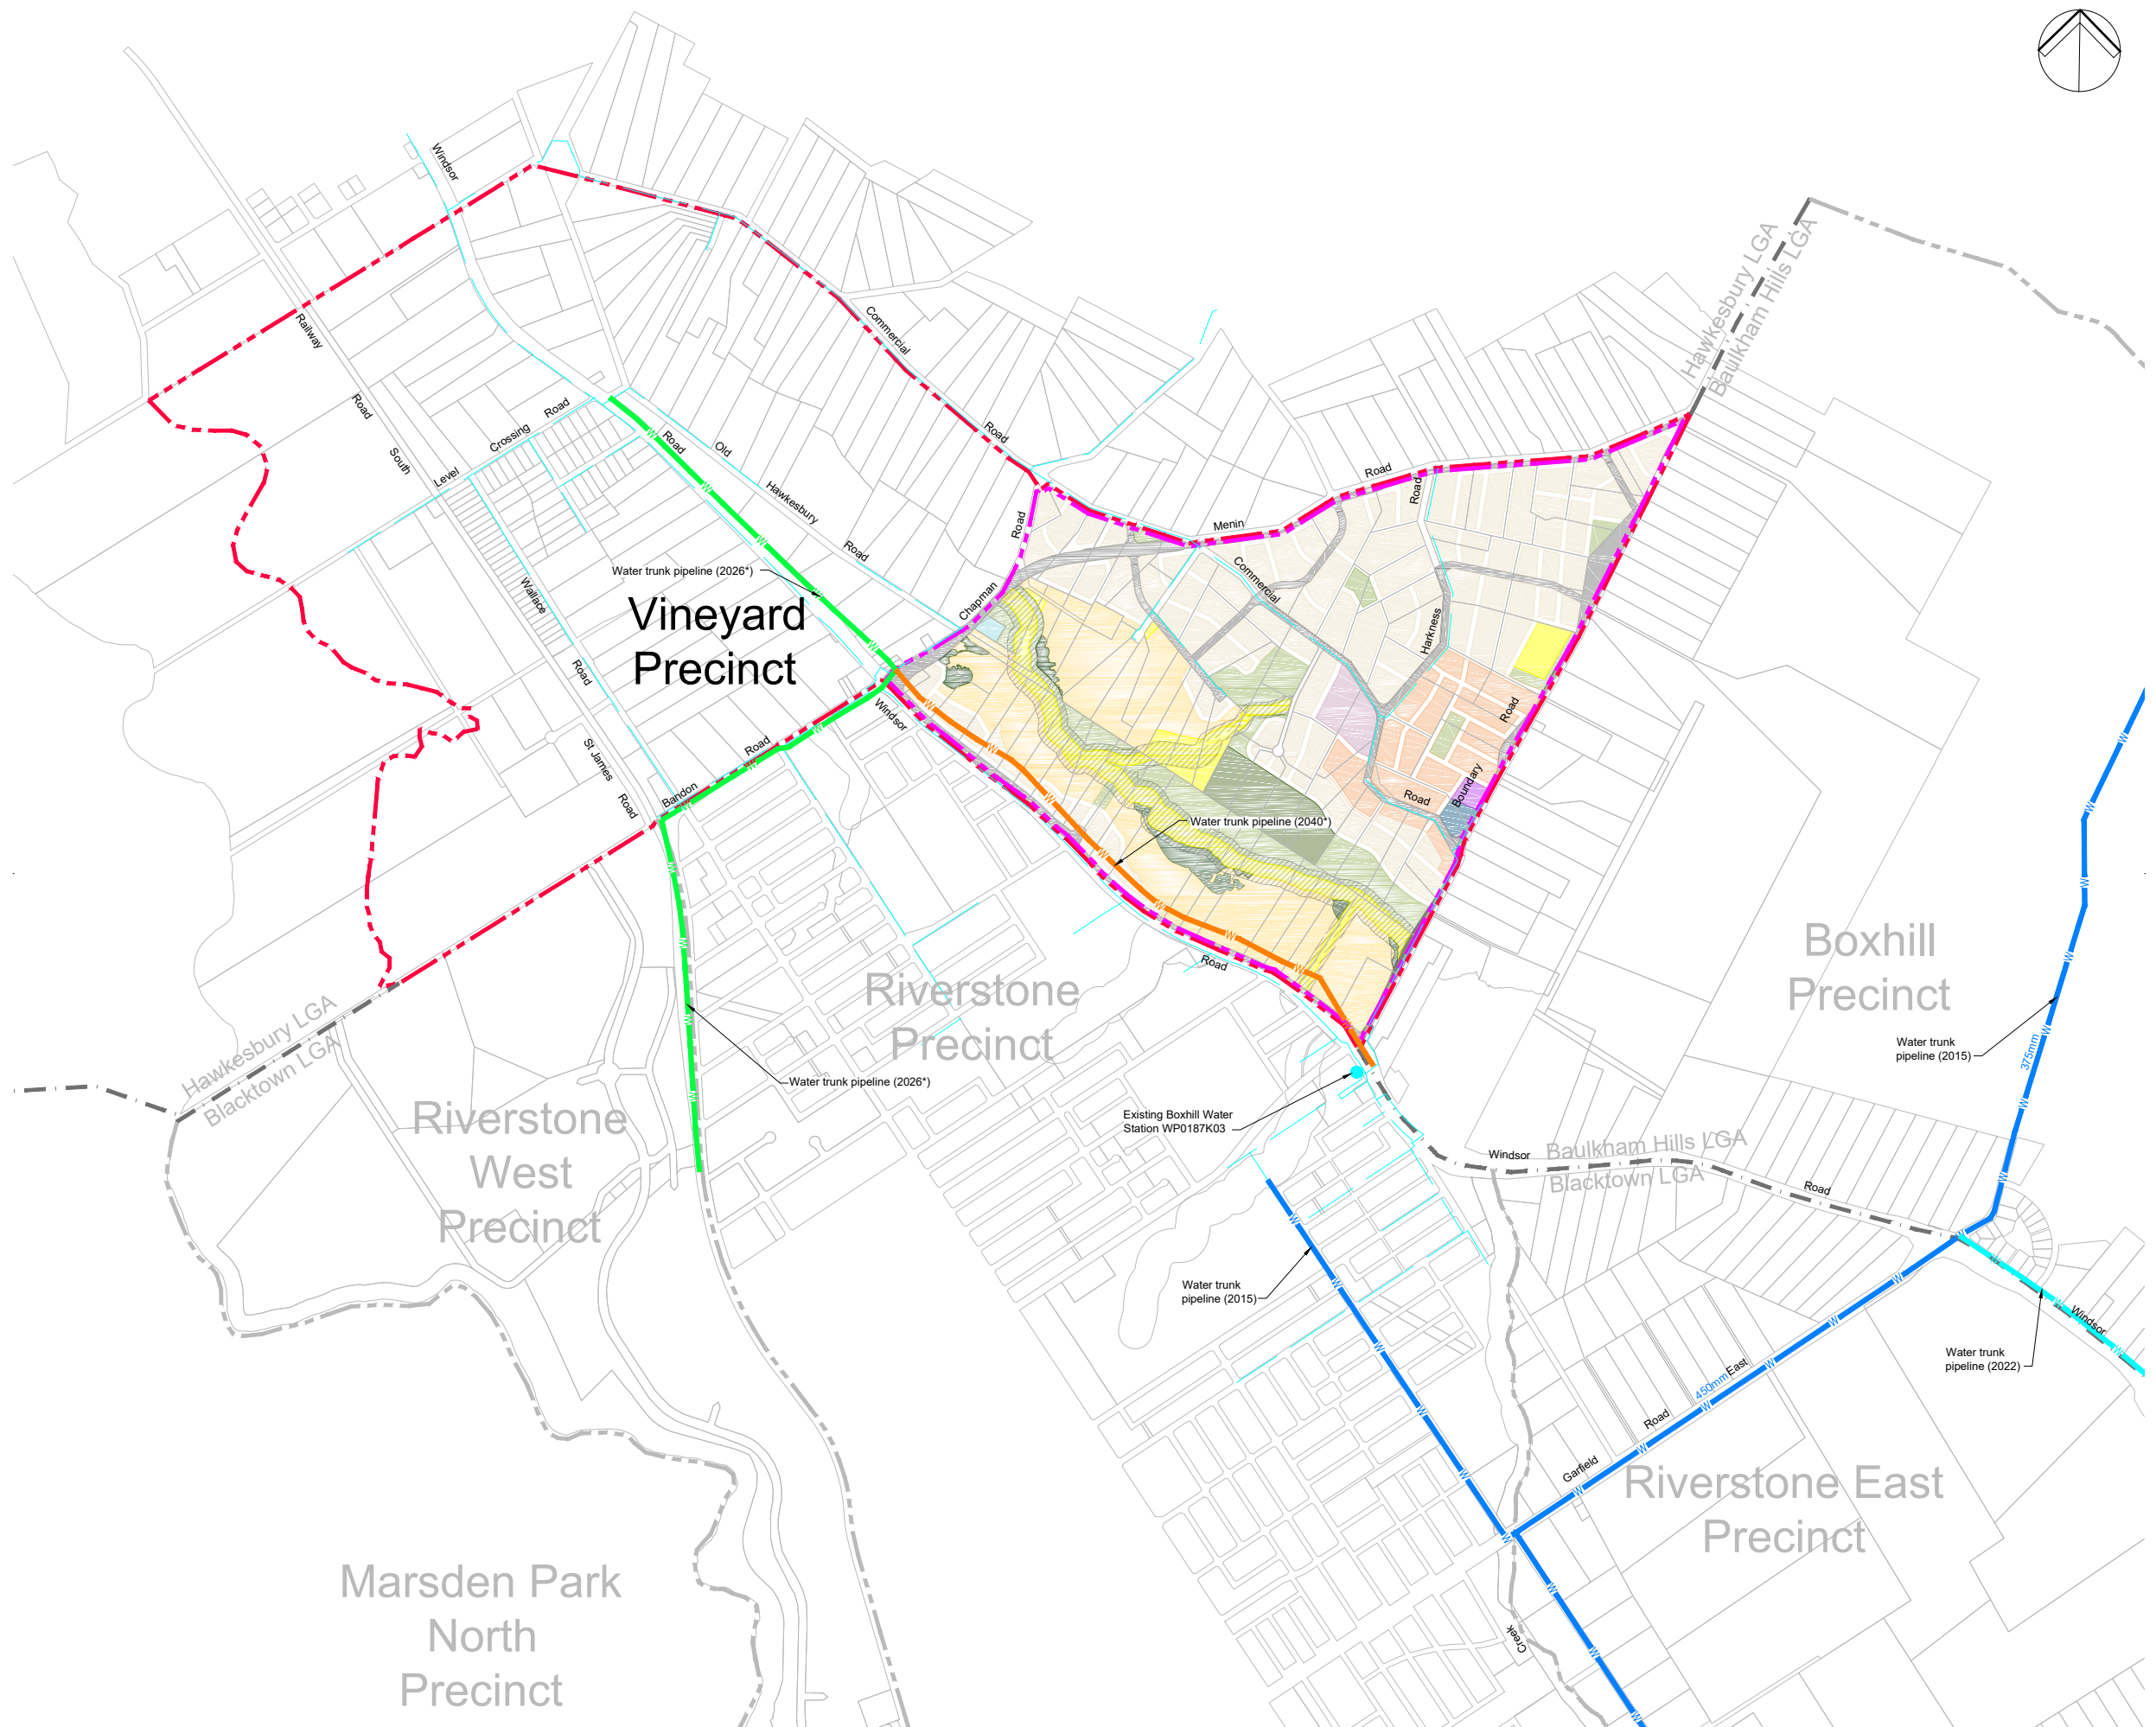 Windsor
Hawkesbury LGA
Baulkham Hills LGA
Railway
Commercial
Road
Road
Crossing
Level
South
Road
Old
Road
Hawkesbury
Road
Road
Road
Road
Menin
Commercial
Water trunk pipeline (2026*)
Vineyard
Precinct
Wallace
Road
Chapman
Harkness
Windsor
Road
Bandon
St James
Road
Road
Boundary
Road
Water trunk pipeline (2040*)
Road
Boxhill
Precinct
Riverstone
Precinct
Water trunk
pipeline (2015)
375mm
Hawkesbury LGA
Blacktown LGA
Water trunk pipeline (2026*)
Riverstone
West
Precinct
Existing Boxhill Water
Station WP0187K03
Windsor
Baulkham Hills LGA
Blacktown LGA
Road
Water trunk
pipeline (2015)
Windsor
Water trunk
pipeline (2022)
450mm
East
Road
Garfield
Riverstone East
Precinct
Marsden Park
North
Precinct
Creek